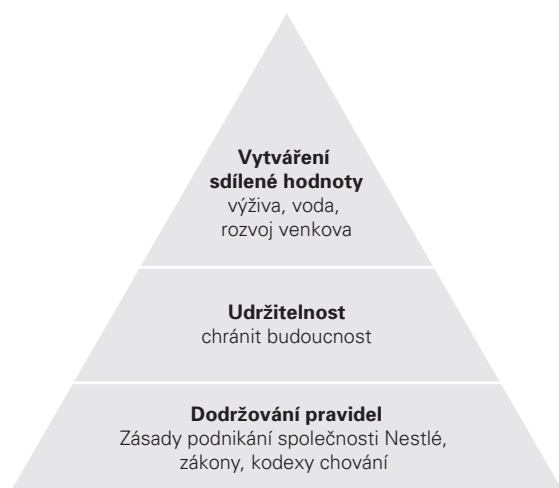 Vytváření
sdílené hodnoty
výživa, voda,
rozvoj venkova
Udržitelnost
chránit budoucnost
Dodržování pravidel
Zásady podnikání společnosti Nestlé,
zákony, kodexy chování